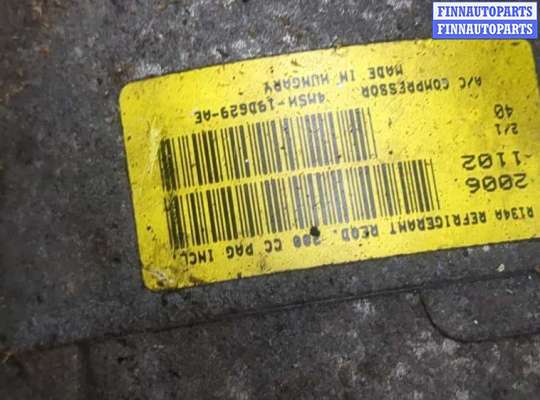 FINNAUTOPARTS
FINNAUTOPARTS
R134A REFRIGERANT REQD. 200 CC PAG INCL
2006
-1102
2/1
40
4M5H-19D629-AE
A/C COMPRESSOR
MADE IN HUNGARY